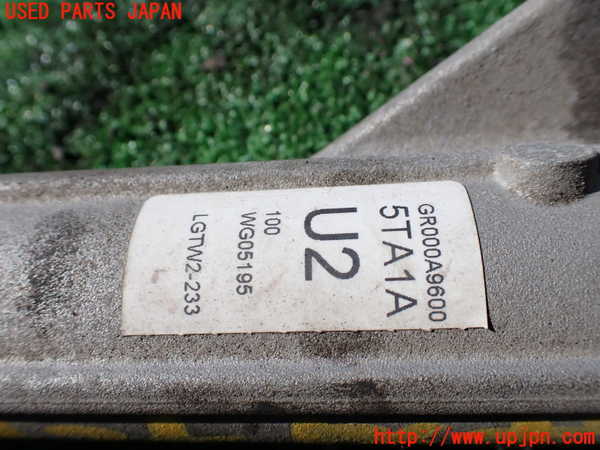 USED PARTS JAPAN
GR000A9600
5TA1A
U2
100
WG05195
LGTW2-233
http://www.upjpn.com/